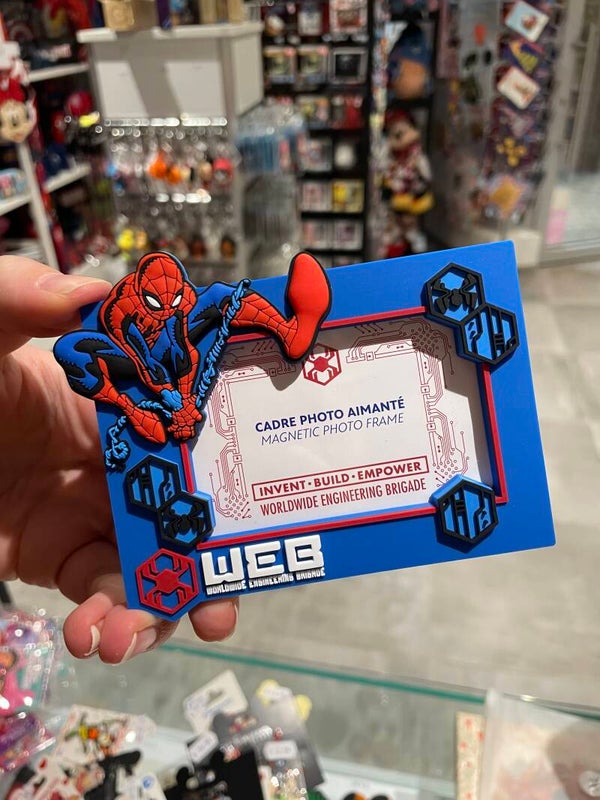 CADRE PHOTO AIMANTÉ
MAGNETIC PHOTO FRAME
INVENT • BUILD • EMPOWER
WORLDWIDE ENGINEERING BRIGADE
WEB
WORLDWIDE ENGINEERING BRIGADE